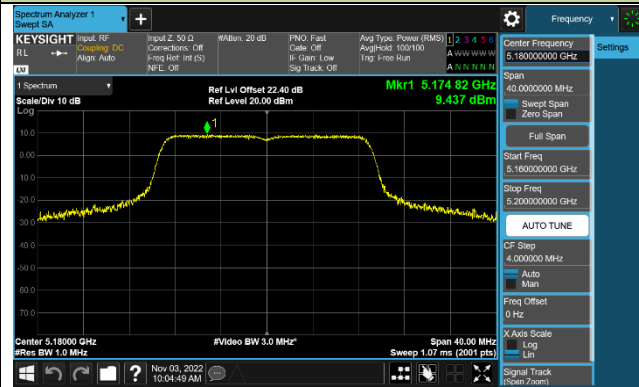 Spectrum Analyzer 1
Swept SA
Frequency
KEYSIGHT
RL
Input: RF
Coupling: DC
Align: Auto
Input Z: 50 Ω
Corrections: Off
Freq Ref: Int (S)
NFE: Off
#Atten: 20 dB
PNO: Fast
Gate: Off
IF Gain: Low
Sig Track: Off
Avg Type: Power (RMS)
Avg|Hold: 100/100
Trig: Free Run
1 2 3 4 5 6
A W W W W W
A N N N N N
1 Spectrum
Scale/Div 10 dB
Log
Ref Lvl Offset 22.40 dB
Ref Level 20.00 dBm
Mkr1 5.174 82 GHz
9.437 dBm
1
10.0
0.00
-10.0
-20.0
-30.0
-40.0
-50.0
-60.0
-70.0
Center 5.18000 GHz
#Res BW 1.0 MHz
#Video BW 3.0 MHz*
Span 40.00 MHz
Sweep 1.07 ms (2001 pts)
Center Frequency
5.180000000 GHz
Settings
Span
40.0000000 MHz
Swept Span
Zero Span
Full Span
Start Freq
5.160000000 GHz
Stop Freq
5.200000000 GHz
AUTO TUNE
CF Step
4.000000 MHz
Auto
Man
Freq Offset
0 Hz
X Axis Scale
Log
Lin
Signal Track
(Span Zoom)
Nov 03, 2022
10:04:49 AM